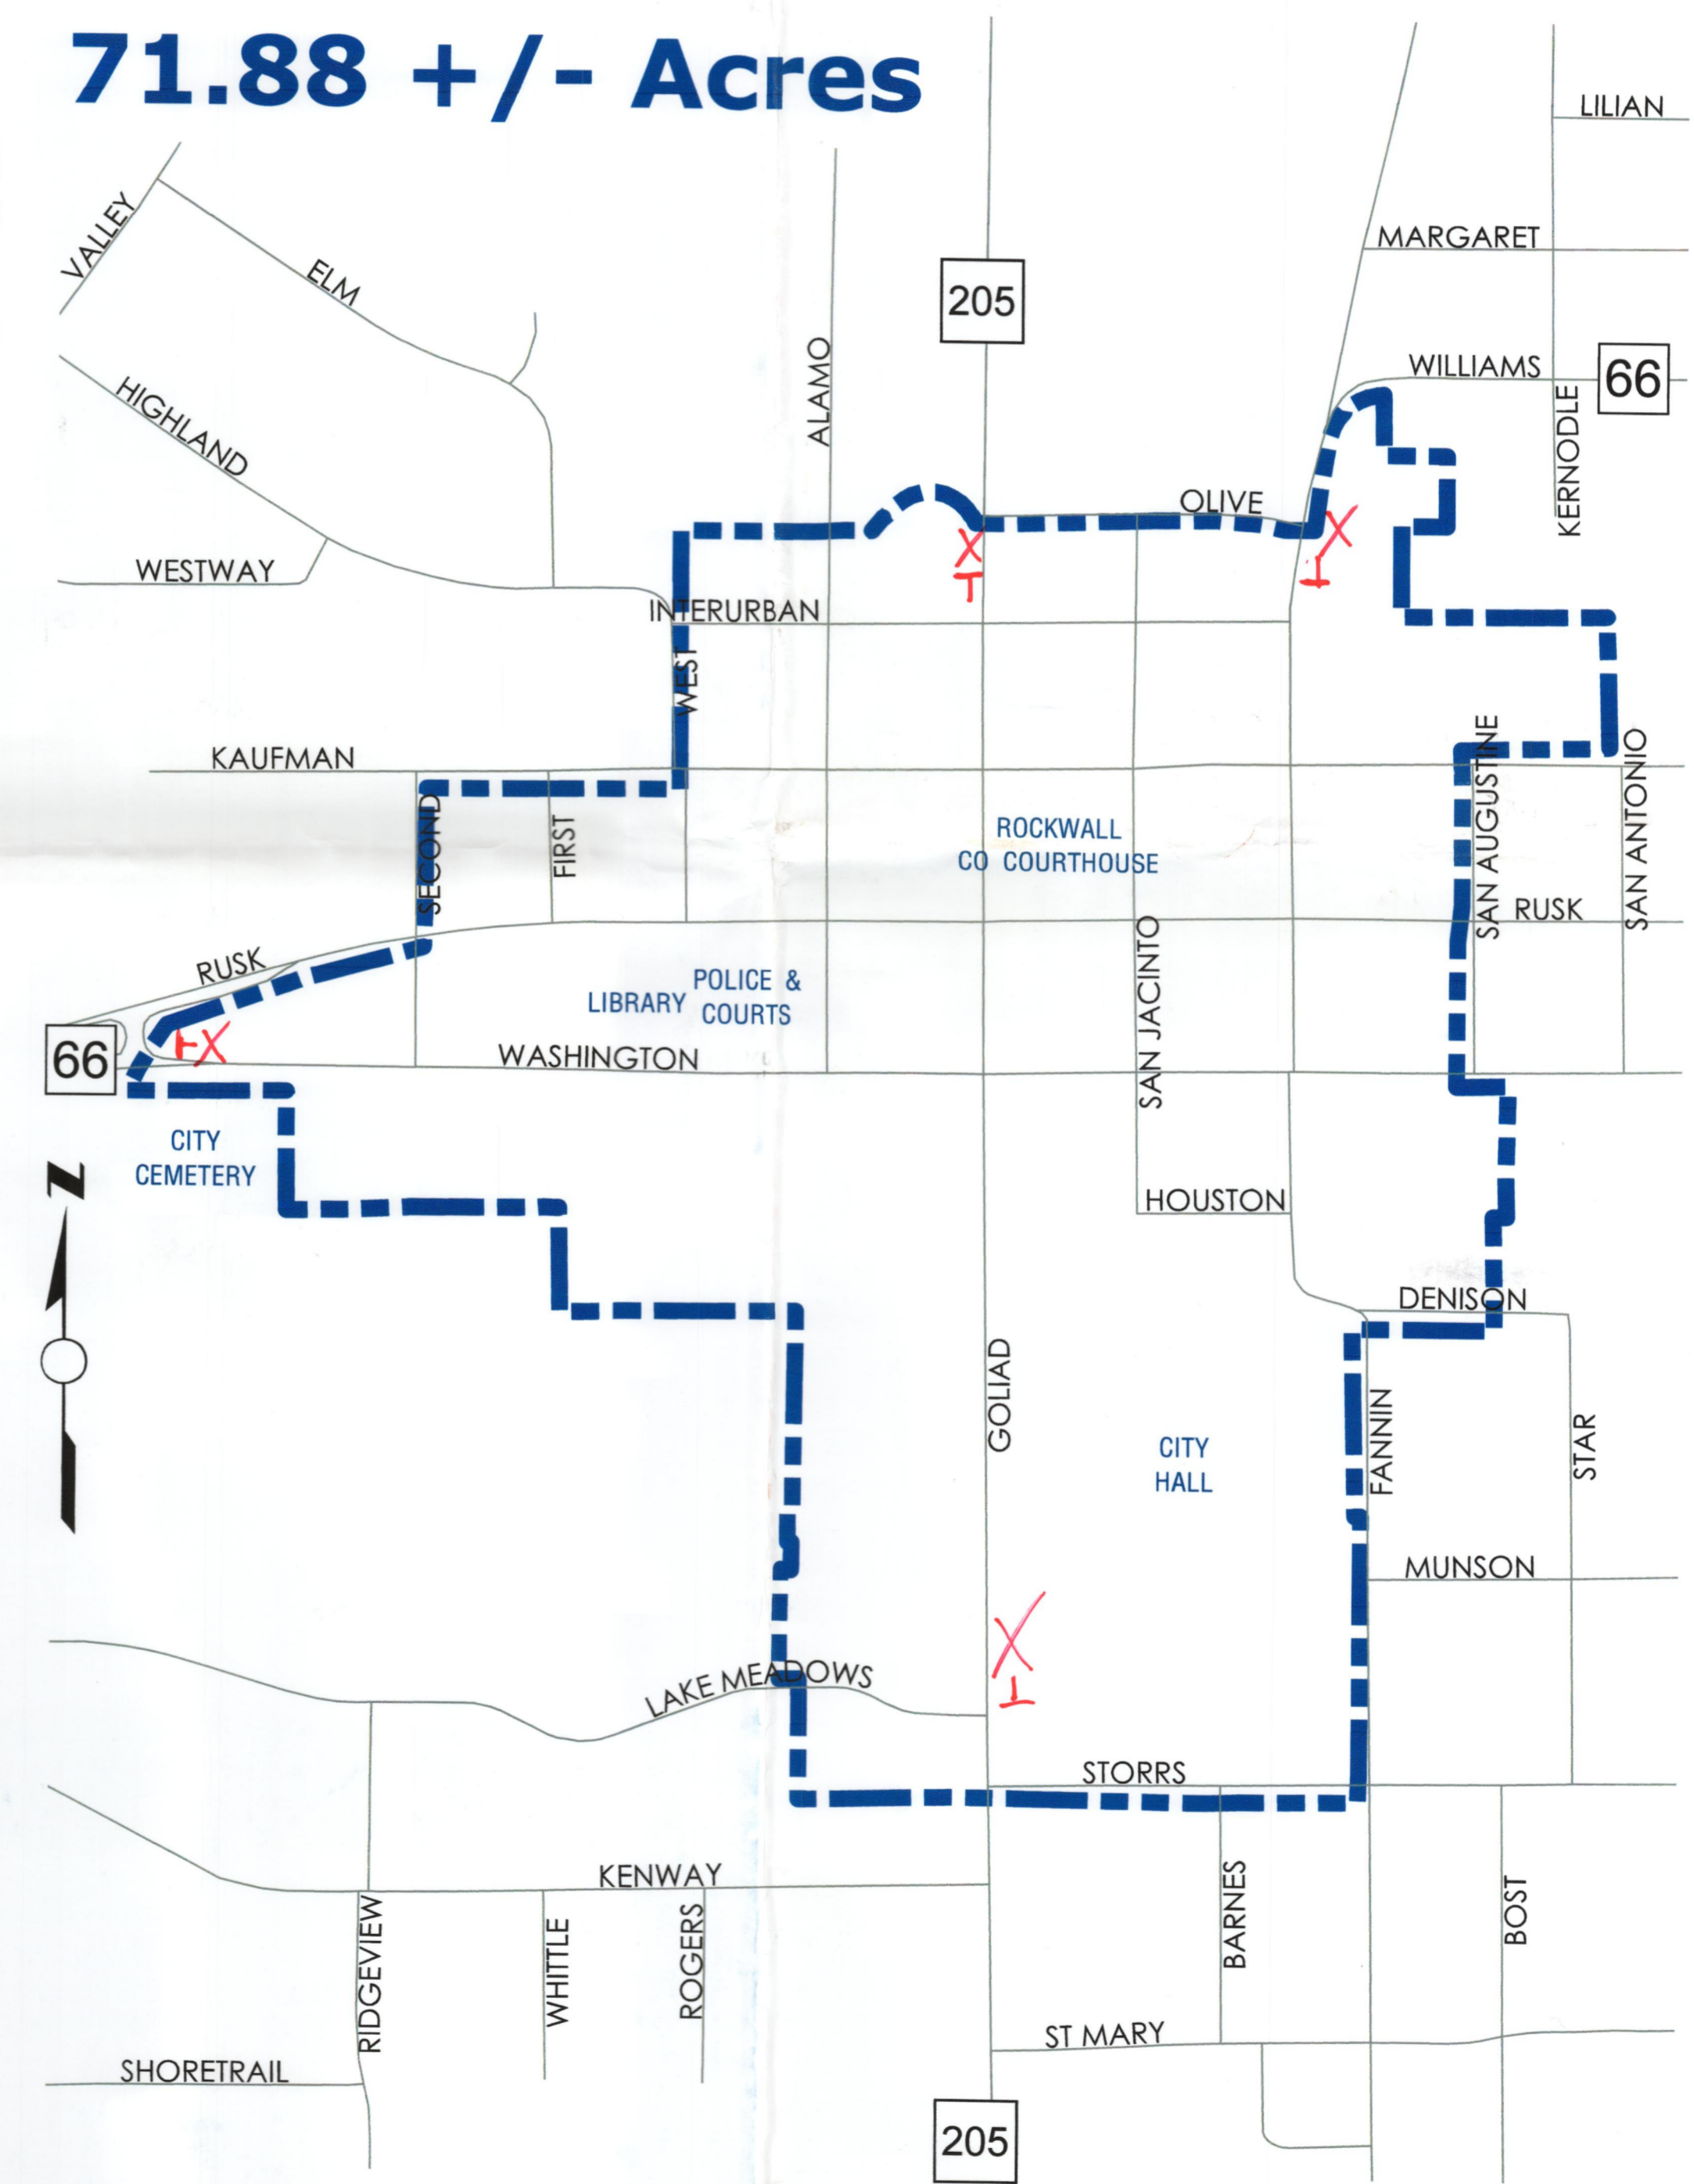 71.88 +/- Acres
LILIAN
VALLEY
MARGARET
ELM
205
ALAMO
WILLIAMS
66
HIGHLAND
KERNODLE
OLIVE
X
X
T
I
WESTWAY
INTERURBAN
WEST
KAUFMAN
SECOND
FIRST
ROCKWALL
CO COURTHOUSE
SAN AUGUSTINE
SAN ANTONIO
RUSK
RUSK
POLICE &
LIBRARY
COURTS
SAN JACINTO
X
66
WASHINGTON
CITY
CEMETERY
N
HOUSTON
DENISON
GOLIAD
CITY
HALL
FANNIN
STAR
MUNSON
X
I
LAKE MEADOWS
STORRS
KENWAY
RIDGEVIEW
WHITTLE
ROGERS
BARNES
BOST
ST MARY
SHORETRAIL
205